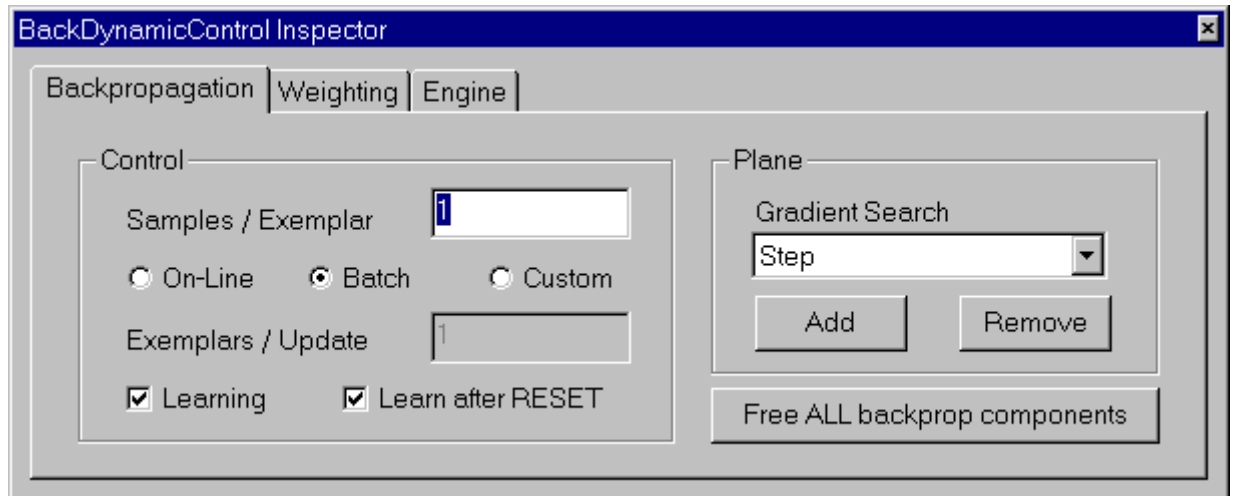 BackDynamicControl Inspector
Backpropagation Weighting Engine
Control
Samples / Exemplar 1
On-Line Batch Custom
Exemplars / Update 1
Learning Learn after RESET
Plane
Gradient Search
Step
Add Remove
Free ALL backprop components